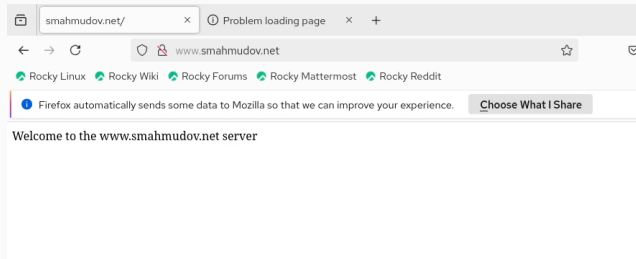 smahmudov.net/
Problem loading page
www.smahmudov.net
Rocky Linux Rocky Wiki Rocky Forums Rocky Mattermost Rocky Reddit
Firefox automatically sends some data to Mozilla so that we can improve your experience. Choose What I Share
Welcome to the www.smahmudov.net server